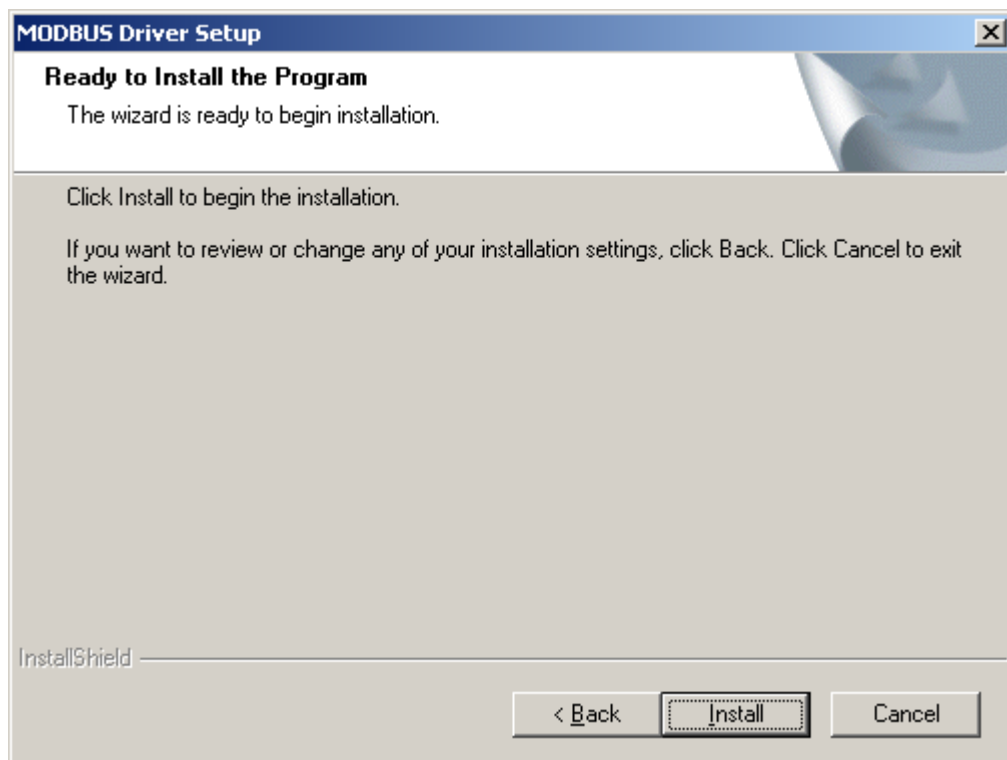 MODBUS Driver Setup
Ready to Install the Program
The wizard is ready to begin installation.
Click Install to begin the installation.
If you want to review or change any of your installation settings, click Back. Click Cancel to exit
the wizard.
InstallShield
< Back Install Cancel